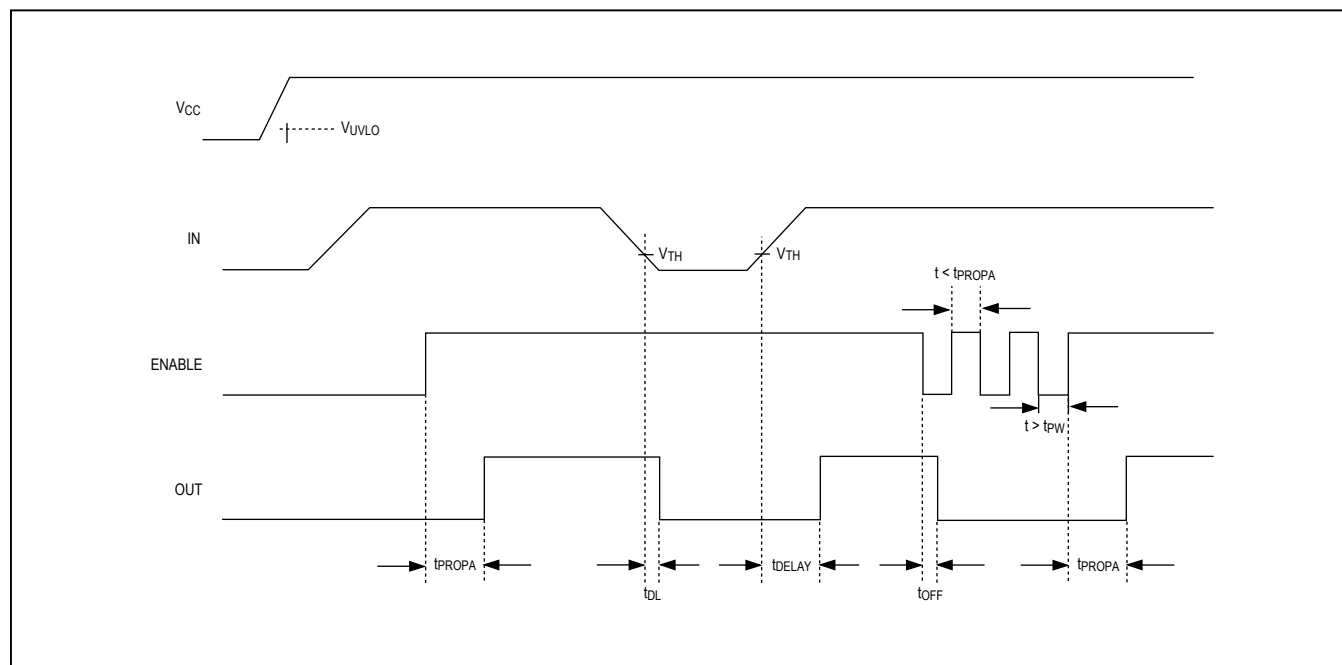 VCC
VUVLO
IN
VTH
VTH
t < tPROPA
ENABLE
t > tPW
OUT
tPROPA
tDL
tDELAY
tOFF
tPROPA